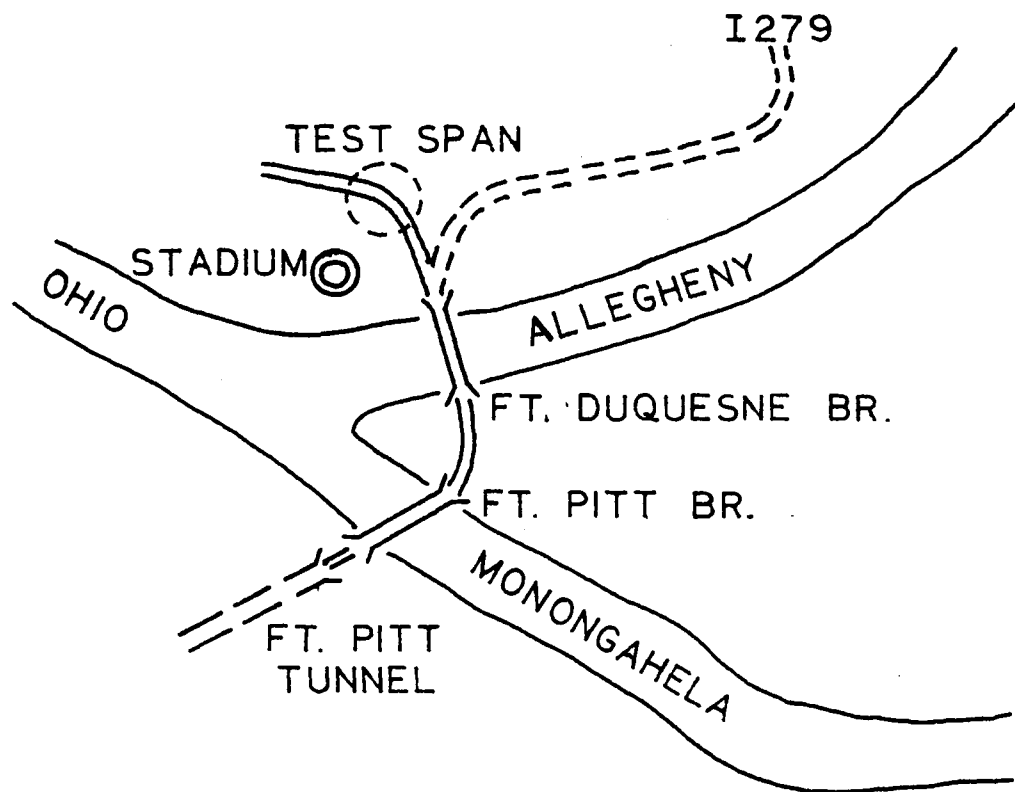 I279
TEST SPAN
STADIUM
OHIO
ALLEGHENY
FT. DUQUESNE BR.
FT. PITT BR.
MONONGAHELA
FT. PITT
TUNNEL